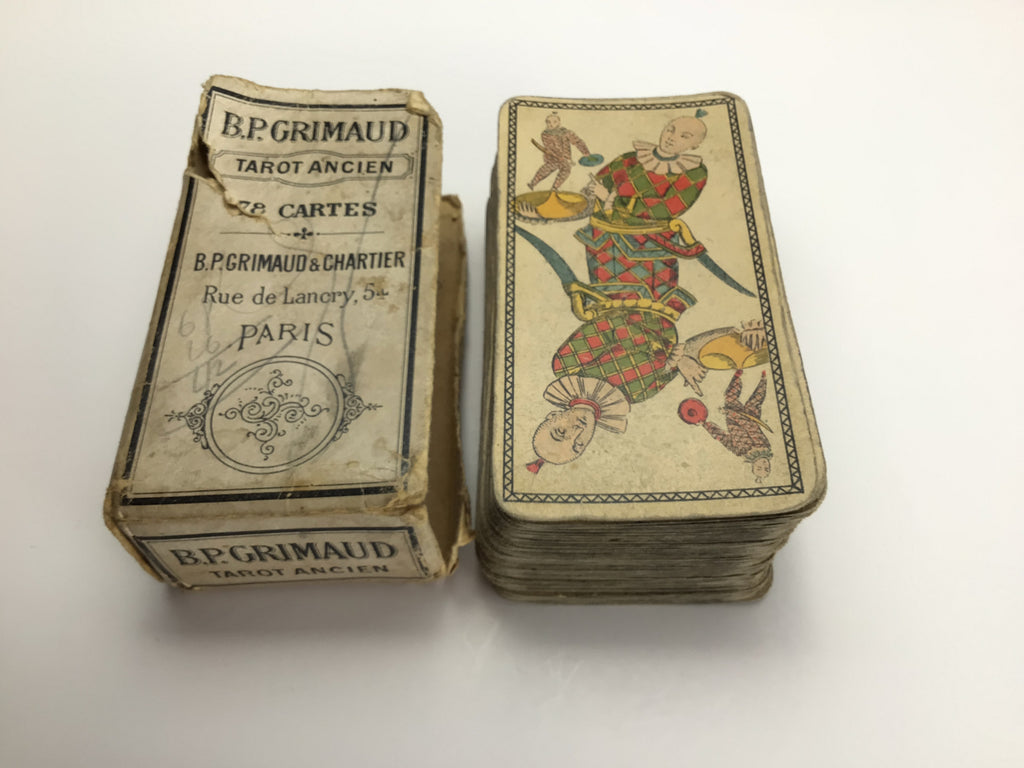 B.P.GRIMAUD
TAROT ANCIEN
78 CARTES
B.P.GRIMAUD & CHARTIER
Rue de Lancry, 54
PARIS
B.P.GRIMAUD
TAROT ANCIEN